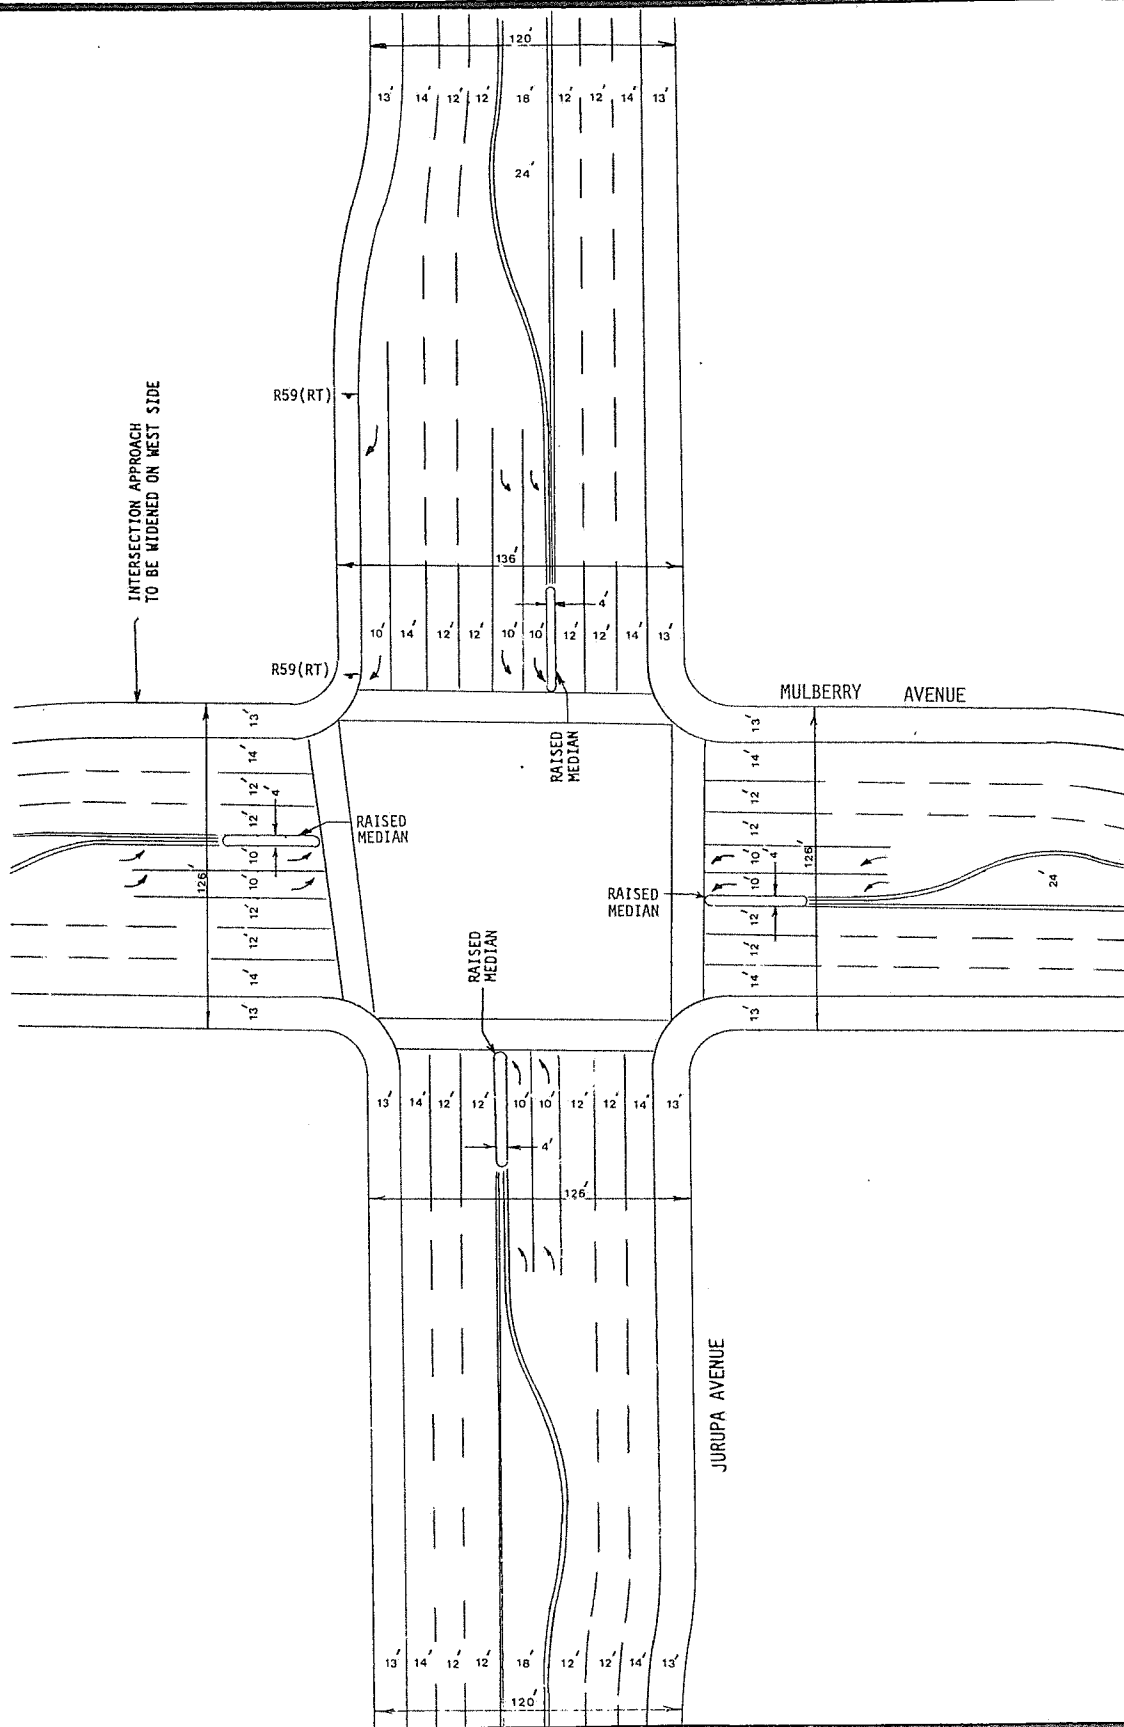 120'
13' 14' 12' 12' 18' 12' 12' 14' 13'
24'
INTERSECTION APPROACH
TO BE WIDENED ON WEST SIDE
R59(RT)
136'
4'
10' 14' 12' 12' 10' 10' 12' 12' 14' 13'
R59(RT)
MULBERRY AVENUE
RAISED
MEDIAN
13'
14'
12'
12'
4'
10'
10'
126'
12'
12'
14'
13'
RAISED
MEDIAN
13'
14'
12
12'
10'
4'
126'
10'
12'
12
14'
13'
24'
RAISED
MEDIAN
RAISED
MEDIAN
13' 14' 12' 12' 10' 10' 12' 12' 14' 13'
4'
126'
JURUPA AVENUE
13' 14' 12' 12' 18' 12' 12' 14' 13'
120'